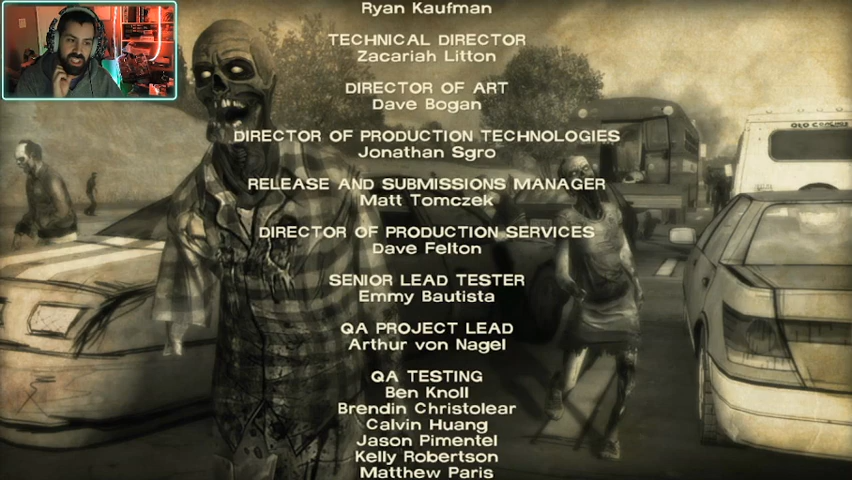 Ryan Kaufman
TECHNICAL DIRECTOR
Zacariah Litton
DIRECTOR OF ART
Dave Bogan
DIRECTOR OF PRODUCTION TECHNOLOGIES
Jonathan Sgro
RELEASE AND SUBMISSIONS MANAGER
Matt Tomczek
DIRECTOR OF PRODUCTION SERVICES
Dave Felton
SENIOR LEAD TESTER
Emmy Bautista
QA PROJECT LEAD
Arthur von Nagel
QA TESTING
Ben Knoll
Brendin Christolear
Calvin Huang
Jason Pimentel
Kelly Robertson
Matthew Paris